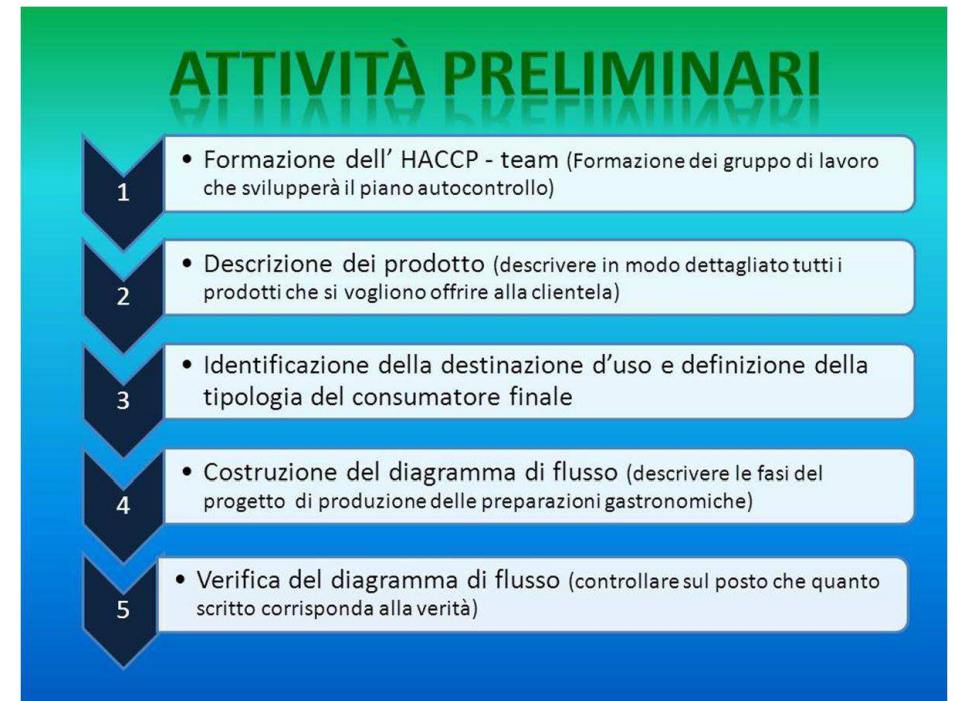 ATTIVITÀ PRELIMINARI
1
• Formazione dell' HACCP - team (Formazione dei gruppo di lavoro
che svilupperà il piano autocontrollo)
2
• Descrizione dei prodotto (descrivere in modo dettagliato tutti i
prodotti che si vogliono offrire alla clientela)
3
• Identificazione della destinazione d'uso e definizione della
tipologia del consumatore finale
4
• Costruzione del diagramma di flusso (descrivere le fasi del
progetto di produzione delle preparazioni gastronomiche)
5
• Verifica del diagramma di flusso (controllare sul posto che quanto
scritto corrisponda alla verità)